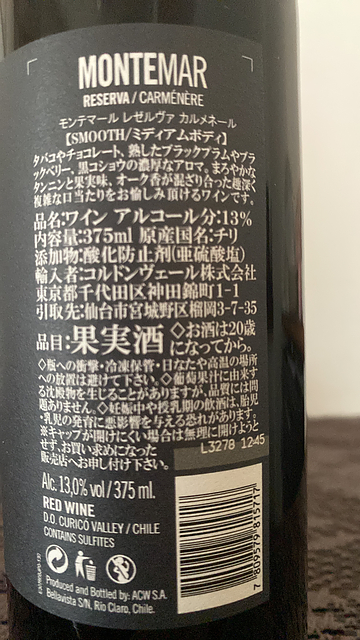 MONTEMAR
RESERVA / CARMÉNÈRE
モンテマール レゼルヴァ カルメネール
【SMOOTH/ミディアムボディ】
タバコやチョコレート、熟したブラックプラムやブラ
ックベリー、黒コショウの濃厚なアロマ。まろやかな
タンニンと果実味、オーク香が混ざり合った趣深く
複雑な口当たりをお愉しみ頂けるワインです。
品名:ワイン アルコール分:13%
内容量:375ml 原産国名:チリ
添加物:酸化防止剤(亜硫酸塩)
輸入者:コルドンヴェール株式会社
東京都千代田区神田錦町1-1
引取先:仙台市宮城野区榴岡3-7-35
品目:果実酒 ◇お酒は20歳
になってから。
◇瓶への衝撃・冷凍保管・日なたや高温の場所
への放置は避けて下さい。◇葡萄果汁に由来す
る沈殿物を生じることがありますが、品質には問
題ありません。◇妊娠中や授乳期の飲酒は、胎児
・乳児の発育に悪影響を与える恐れがあります。
※キャップが開けにくい場合は無理に開けようと
せず、お買い求めになった
販売店へお申し付け下さい。
L3278 12:45
Alc. 13,0% vol / 375 ml.
RED WINE
D.O. CURICÓ VALLEY / CHILE
CONTAINS SULFITES
Produced and Bottled by: ACW S.A.
Bellavista S/N, Río Claro, Chile.
7 809579 815717